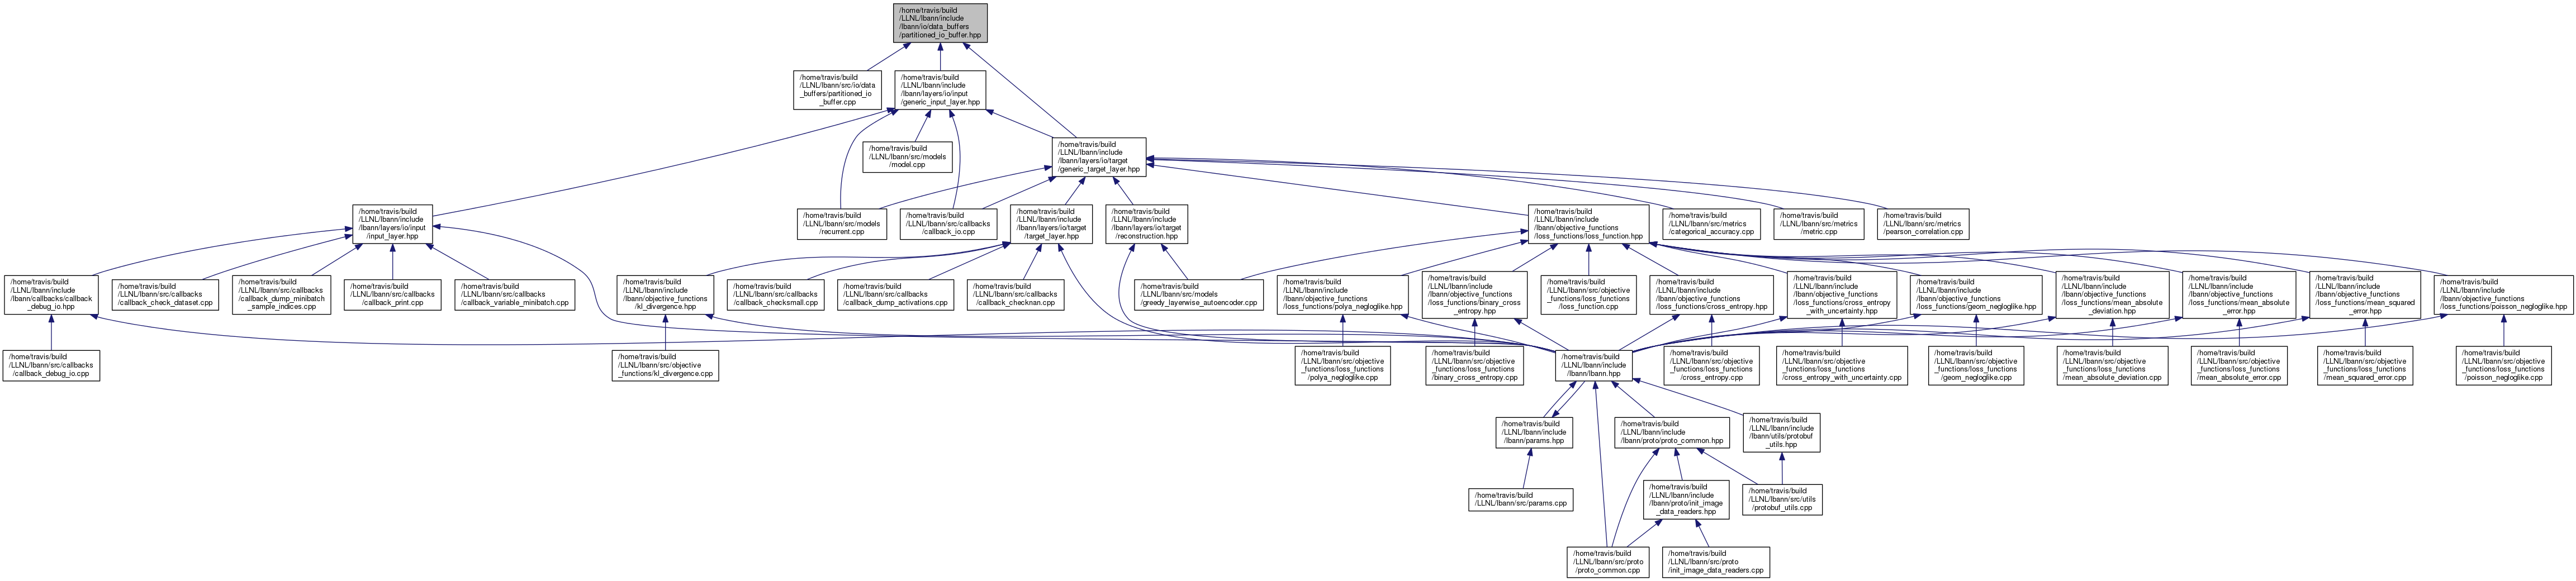 /home/travis/build
/LLNL/lbann/include
/lbann/io/data_buffers
/partitioned_io_buffer.hpp
/home/travis/build
/LLNL/lbann/src/io/data
_buffers/partitioned_io
_buffer.cpp
/home/travis/build
/LLNL/lbann/include
/lbann/layers/io/input
/generic_input_layer.hpp
/home/travis/build
/LLNL/lbann/src/models
/model.cpp
/home/travis/build
/LLNL/lbann/include
/lbann/layers/io/target
/generic_target_layer.hpp
/home/travis/build
/LLNL/lbann/include
/lbann/layers/io/input
/input_layer.hpp
/home/travis/build
/LLNL/lbann/src/models
/recurrent.cpp
/home/travis/build
/LLNL/lbann/src/callbacks
/callback_io.cpp
/home/travis/build
/LLNL/lbann/include
/lbann/layers/io/target
/target_layer.hpp
/home/travis/build
/LLNL/lbann/include
/lbann/layers/io/target
/reconstruction.hpp
/home/travis/build
/LLNL/lbann/include
/lbann/objective_functions
/loss_functions/loss_function.hpp
/home/travis/build
/LLNL/lbann/src/metrics
/categorical_accuracy.cpp
/home/travis/build
/LLNL/lbann/src/metrics
/metric.cpp
/home/travis/build
/LLNL/lbann/src/metrics
/pearson_correlation.cpp
/home/travis/build
/LLNL/lbann/include
/lbann/callbacks/callback
_debug_io.hpp
/home/travis/build
/LLNL/lbann/src/callbacks
/callback_check_dataset.cpp
/home/travis/build
/LLNL/lbann/src/callbacks
/callback_dump_minibatch
_sample_indices.cpp
/home/travis/build
/LLNL/lbann/src/callbacks
/callback_print.cpp
/home/travis/build
/LLNL/lbann/src/callbacks
/callback_variable_minibatch.cpp
/home/travis/build
/LLNL/lbann/include
/lbann/objective_functions
/kl_divergence.hpp
/home/travis/build
/LLNL/lbann/src/callbacks
/callback_checksmall.cpp
/home/travis/build
/LLNL/lbann/src/callbacks
/callback_dump_activations.cpp
/home/travis/build
/LLNL/lbann/src/callbacks
/callback_checknan.cpp
/home/travis/build
/LLNL/lbann/src/models
/greedy_layerwise_autoencoder.cpp
/home/travis/build
/LLNL/lbann/include
/lbann/objective_functions
/loss_functions/polya_negloglike.hpp
/home/travis/build
/LLNL/lbann/include
/lbann/objective_functions
/loss_functions/binary_cross
_entropy.hpp
/home/travis/build
/LLNL/lbann/src/objective
_functions/loss_functions
/loss_function.cpp
/home/travis/build
/LLNL/lbann/include
/lbann/objective_functions
/loss_functions/cross_entropy.hpp
/home/travis/build
/LLNL/lbann/include
/lbann/objective_functions
/loss_functions/cross_entropy
_with_uncertainty.hpp
/home/travis/build
/LLNL/lbann/include
/lbann/objective_functions
/loss_functions/geom_negloglike.hpp
/home/travis/build
/LLNL/lbann/include
/lbann/objective_functions
/loss_functions/mean_absolute
_deviation.hpp
/home/travis/build
/LLNL/lbann/include
/lbann/objective_functions
/loss_functions/mean_absolute
_error.hpp
/home/travis/build
/LLNL/lbann/include
/lbann/objective_functions
/loss_functions/mean_squared
_error.hpp
/home/travis/build
/LLNL/lbann/include
/lbann/objective_functions
/loss_functions/poisson_negloglike.hpp
/home/travis/build
/LLNL/lbann/src/callbacks
/callback_debug_io.cpp
/home/travis/build
/LLNL/lbann/src/objective
_functions/kl_divergence.cpp
/home/travis/build
/LLNL/lbann/src/objective
_functions/loss_functions
/polya_negloglike.cpp
/home/travis/build
/LLNL/lbann/src/objective
_functions/loss_functions
/binary_cross_entropy.cpp
/home/travis/build
/LLNL/lbann/include
/lbann/lbann.hpp
/home/travis/build
/LLNL/lbann/src/objective
_functions/loss_functions
/cross_entropy.cpp
/home/travis/build
/LLNL/lbann/src/objective
_functions/loss_functions
/cross_entropy_with_uncertainty.cpp
/home/travis/build
/LLNL/lbann/src/objective
_functions/loss_functions
/geom_negloglike.cpp
/home/travis/build
/LLNL/lbann/src/objective
_functions/loss_functions
/mean_absolute_deviation.cpp
/home/travis/build
/LLNL/lbann/src/objective
_functions/loss_functions
/mean_absolute_error.cpp
/home/travis/build
/LLNL/lbann/src/objective
_functions/loss_functions
/mean_squared_error.cpp
/home/travis/build
/LLNL/lbann/src/objective
_functions/loss_functions
/poisson_negloglike.cpp
/home/travis/build
/LLNL/lbann/include
/lbann/params.hpp
/home/travis/build
/LLNL/lbann/include
/lbann/proto/proto_common.hpp
/home/travis/build
/LLNL/lbann/include
/lbann/utils/protobuf
_utils.hpp
/home/travis/build
/LLNL/lbann/src/params.cpp
/home/travis/build
/LLNL/lbann/include
/lbann/proto/init_image
_data_readers.hpp
/home/travis/build
/LLNL/lbann/src/utils
/protobuf_utils.cpp
/home/travis/build
/LLNL/lbann/src/proto
/proto_common.cpp
/home/travis/build
/LLNL/lbann/src/proto
/init_image_data_readers.cpp